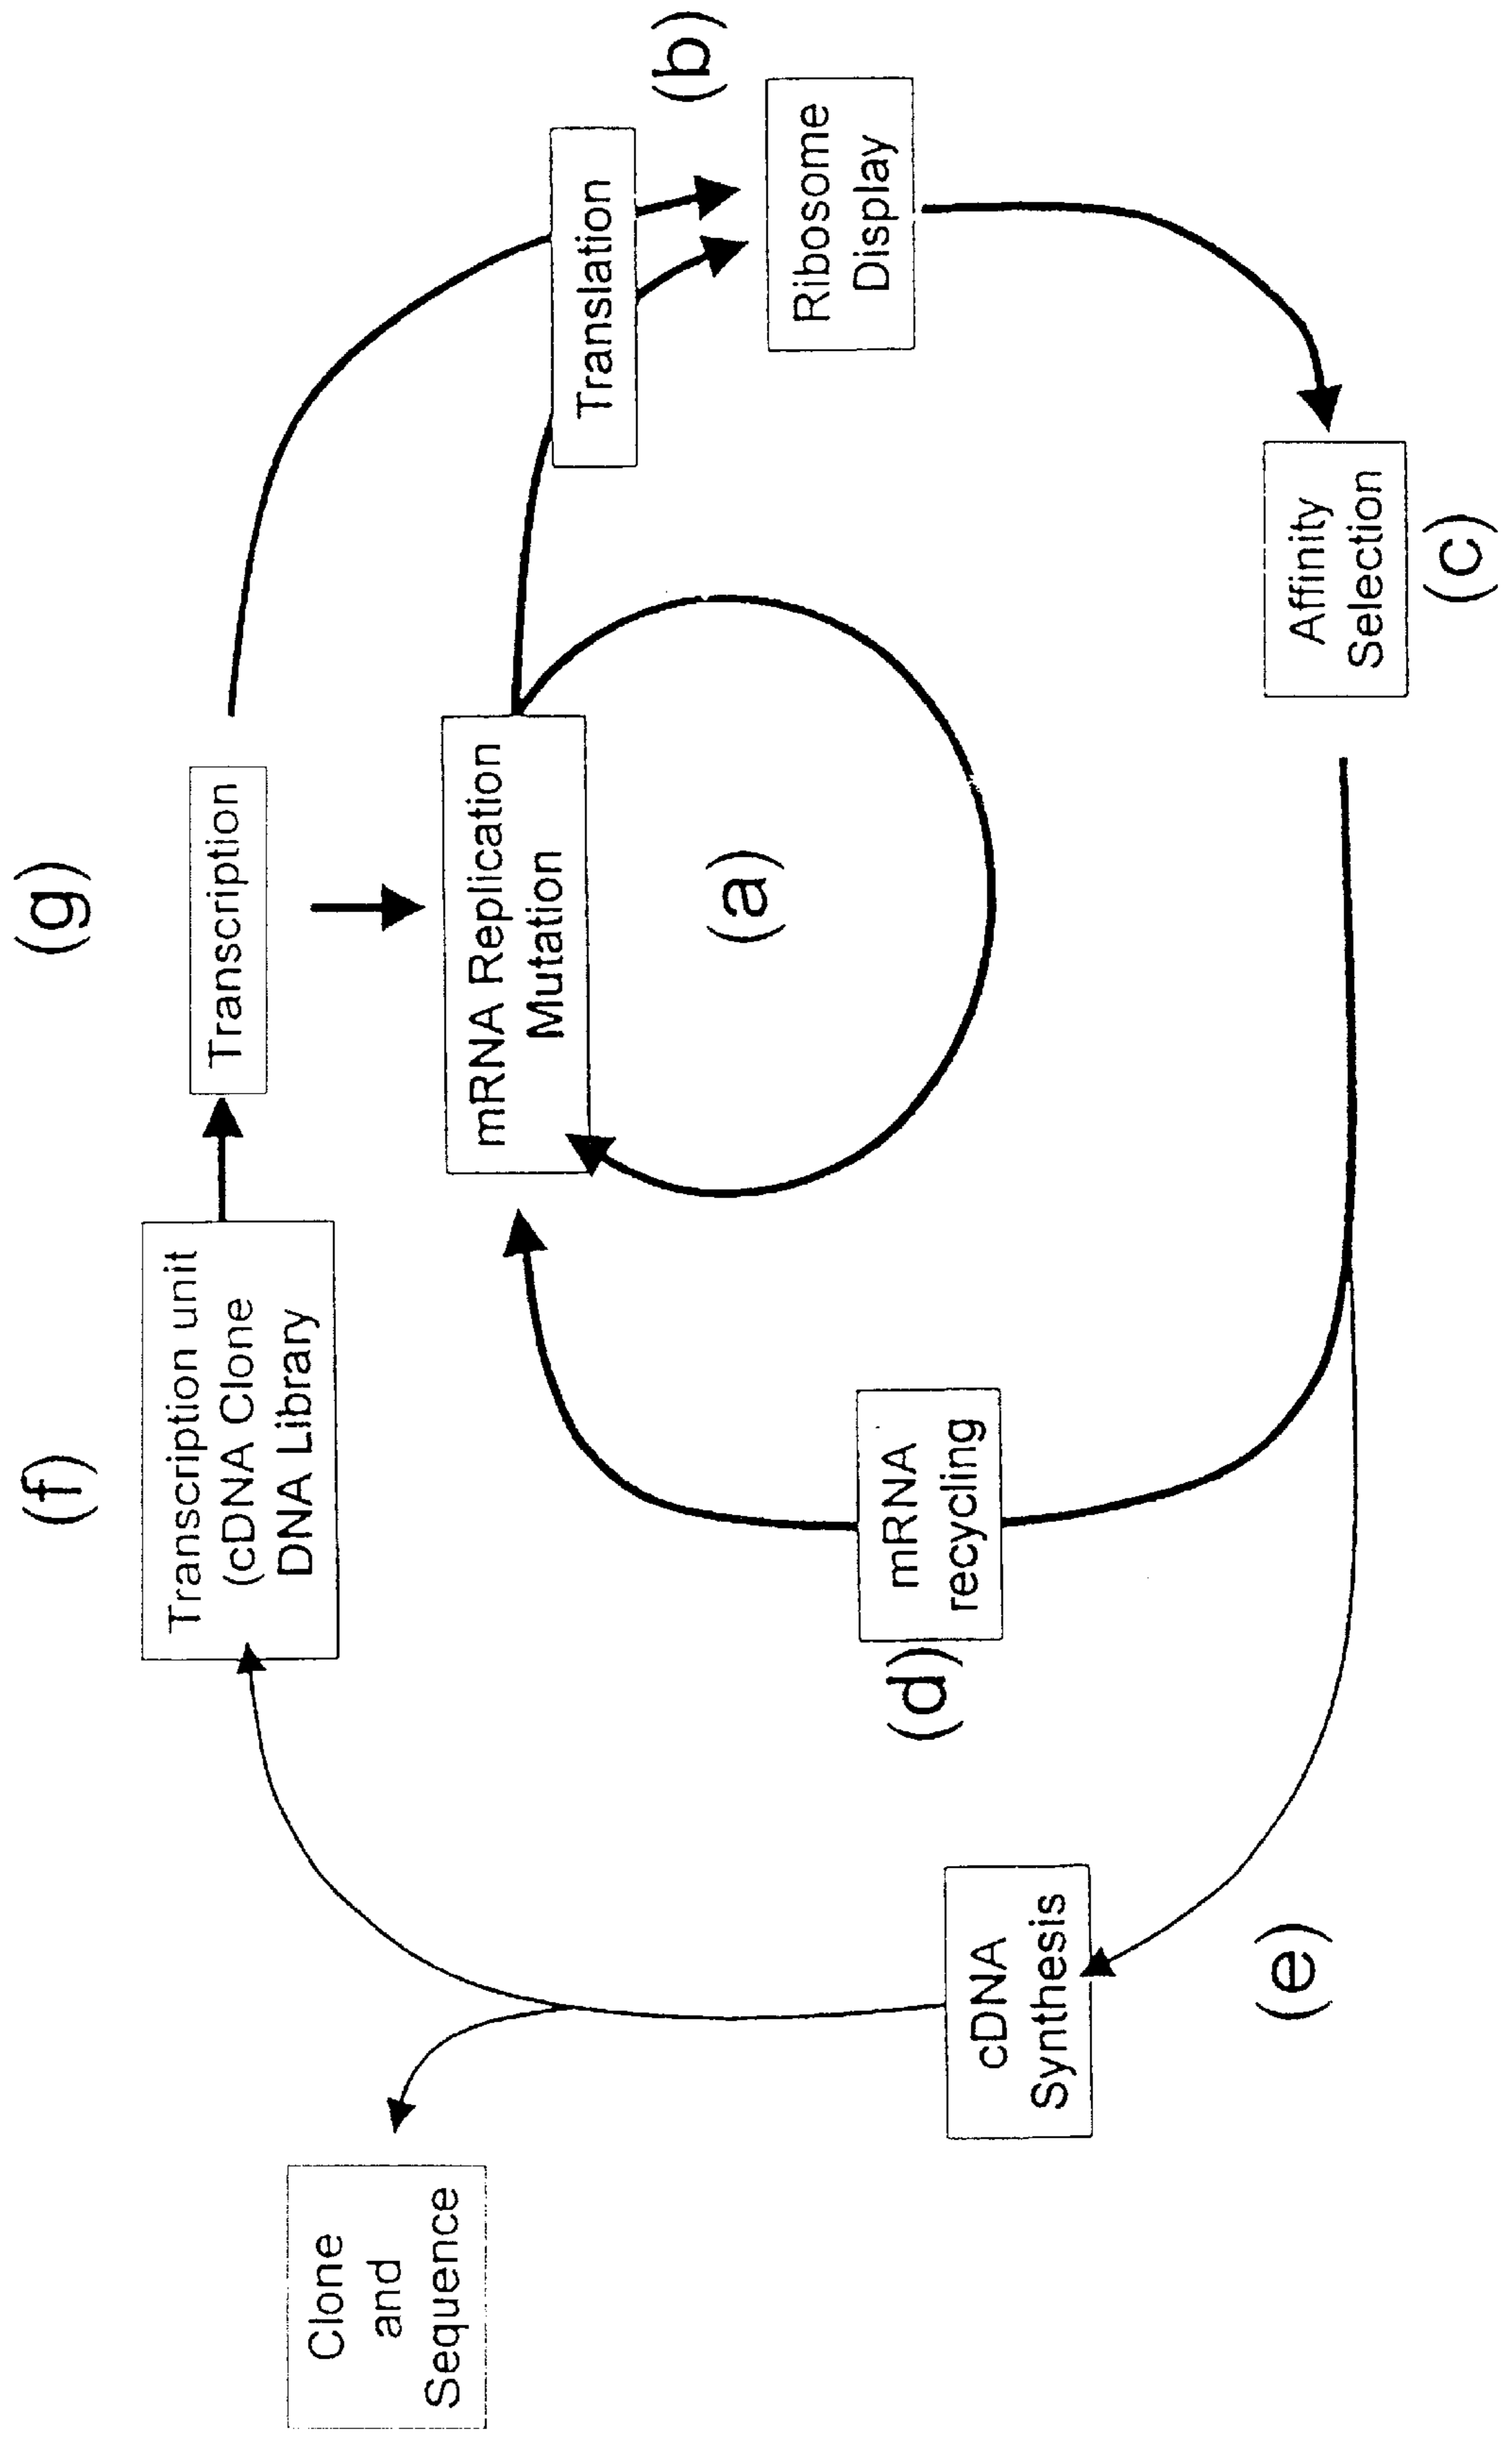 (f)
(g)
Transcription unit
(cDNA Clone
DNA Library
Transcription
Clone
and
Sequence
mRNA Replication
Mutation
Translation
(b)
(a)
Ribosome
Display
(d)
mRNA
recycling
cDNA
Synthesis
(e)
Affinity
Selection
(c)